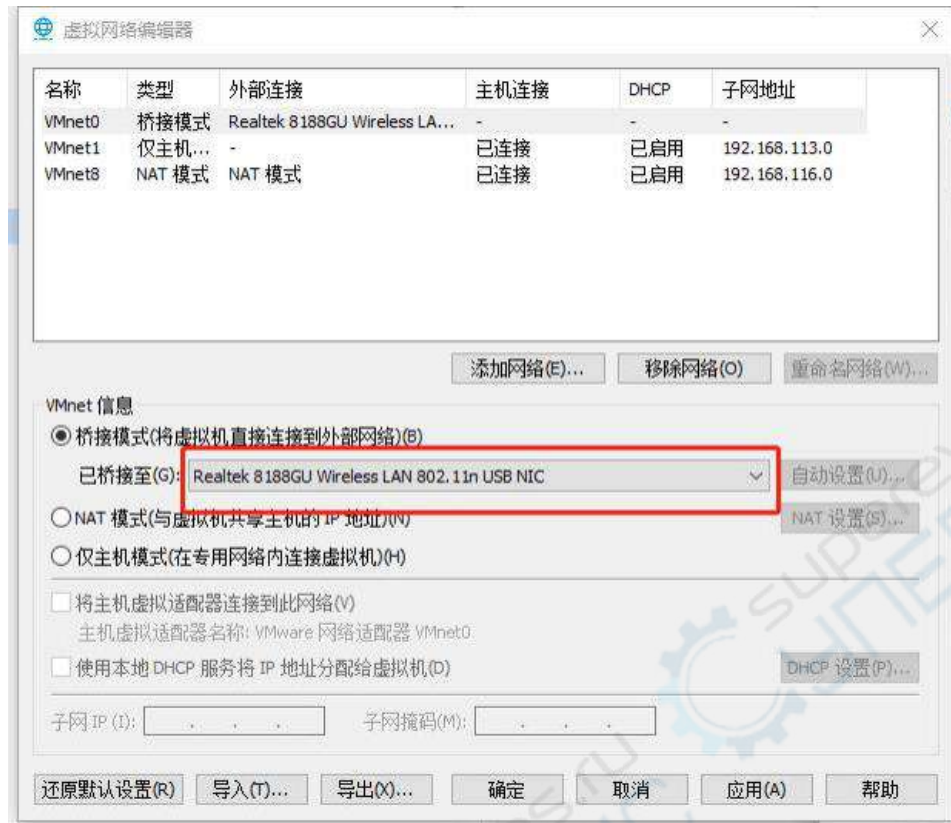 虚拟网络编辑器
名称 类型 外部连接 主机连接 DHCP 子网地址
VMnet0 桥接模式 Realtek 8188GU Wireless LA... - - -
VMnet1 仅主机... - 已连接 已启用 192.168.113.0
VMnet8 NAT 模式 NAT 模式 已连接 已启用 192.168.116.0
添加网络(E)... 移除网络(O) 重命名网络(W)...
VMnet 信息
桥接模式(将虚拟机直接连接到外部网络)(B)
已桥接至(G): Realtek 8188GU Wireless LAN 802.11n USB NIC 自动设置(U)...
NAT 模式(与虚拟机共享主机的 IP 地址)(N) NAT 设置(S)...
仅主机模式(在专用网络内连接虚拟机)(H)
将主机虚拟适配器连接到此网络(V)
主机虚拟适配器名称: VMware 网络适配器 VMnet0
使用本地 DHCP 服务将 IP 地址分配给虚拟机(D) DHCP 设置(P)...
子网 IP (I): . . . 子网掩码(M): . . .
还原默认设置(R) 导入(T)... 导出(X)... 确定 取消 应用(A) 帮助